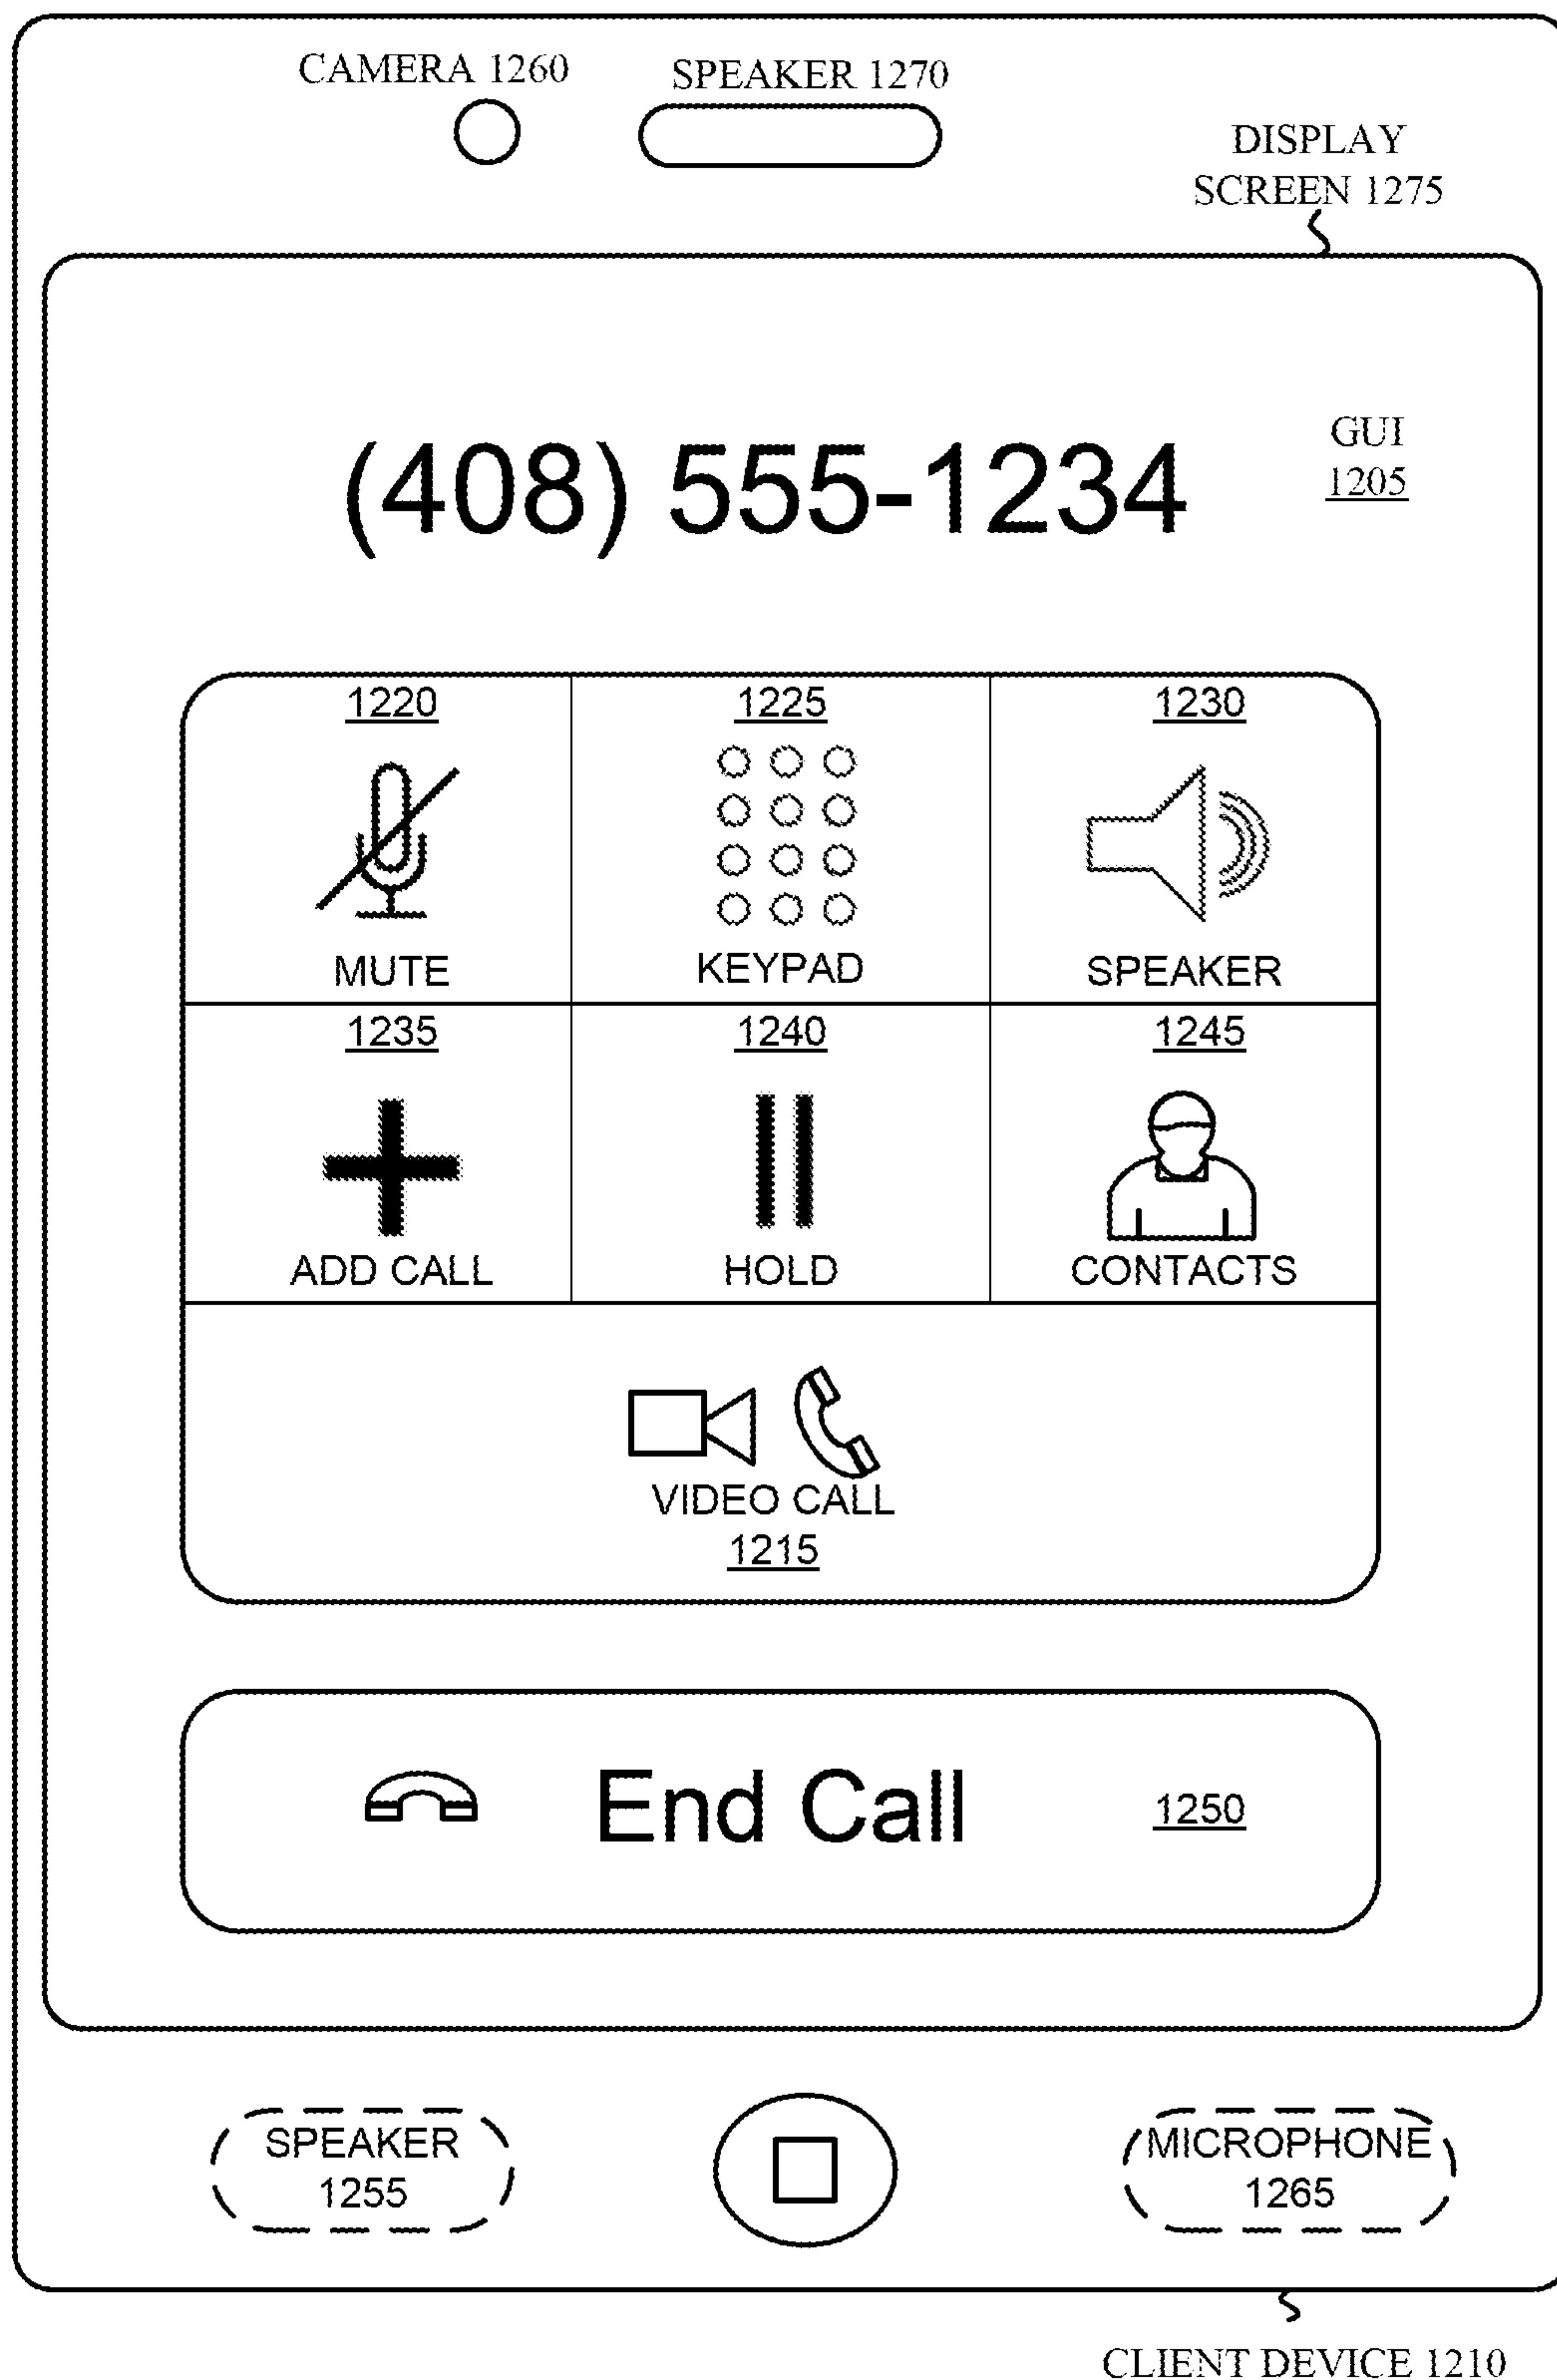 CAMERA 1260
SPEAKER 1270
DISPLAY
SCREEN 1275
(408) 555-1234
GUI
1205
1220
1225
1230
MUTE
KEYPAD
SPEAKER
1235
1240
1245
ADD CALL
HOLD
CONTACTS
VIDEO CALL
1215
End Call
1250
SPEAKER
1255
MICROPHONE
1265
CLIENT DEVICE 1210